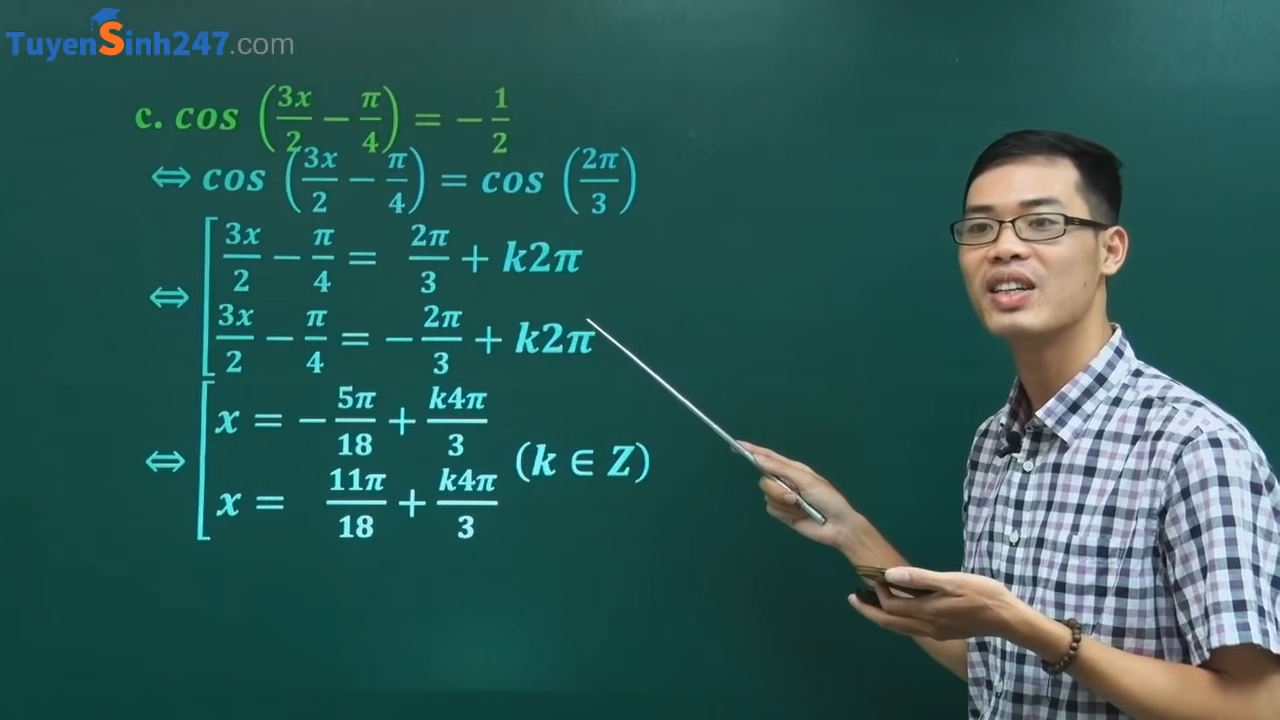 TuyenSinh247.com
c. cos (3x/2 − π/4) = −1/2
⇔ cos (3x/2 − π/4) = cos (2π/3)
⇔ [ 3x/2 − π/4 = 2π/3 + k2π
3x/2 − π/4 = −2π/3 + k2π
⇔ [ x = −5π/18 + k4π/3
x = 11π/18 + k4π/3 (k ∈ Z)